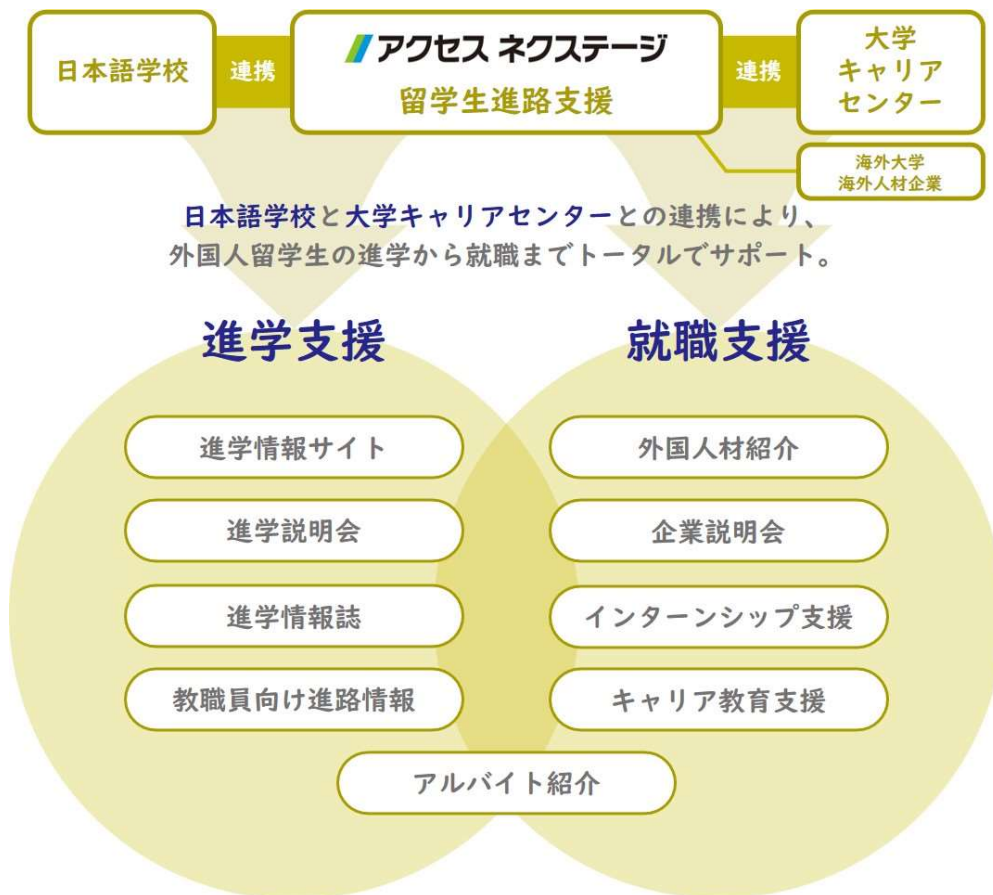 日本語学校
連携
アクセス ネクステージ
留学生進路支援
連携
大学
キャリア
センター
海外大学
海外人材企業
日本語学校と大学キャリアセンターとの連携により、
外国人留学生の進学から就職までトータルでサポート。
進学支援
就職支援
進学情報サイト
外国人材紹介
進学説明会
企業説明会
進学情報誌
インターンシップ支援
教職員向け進路情報
キャリア教育支援
アルバイト紹介